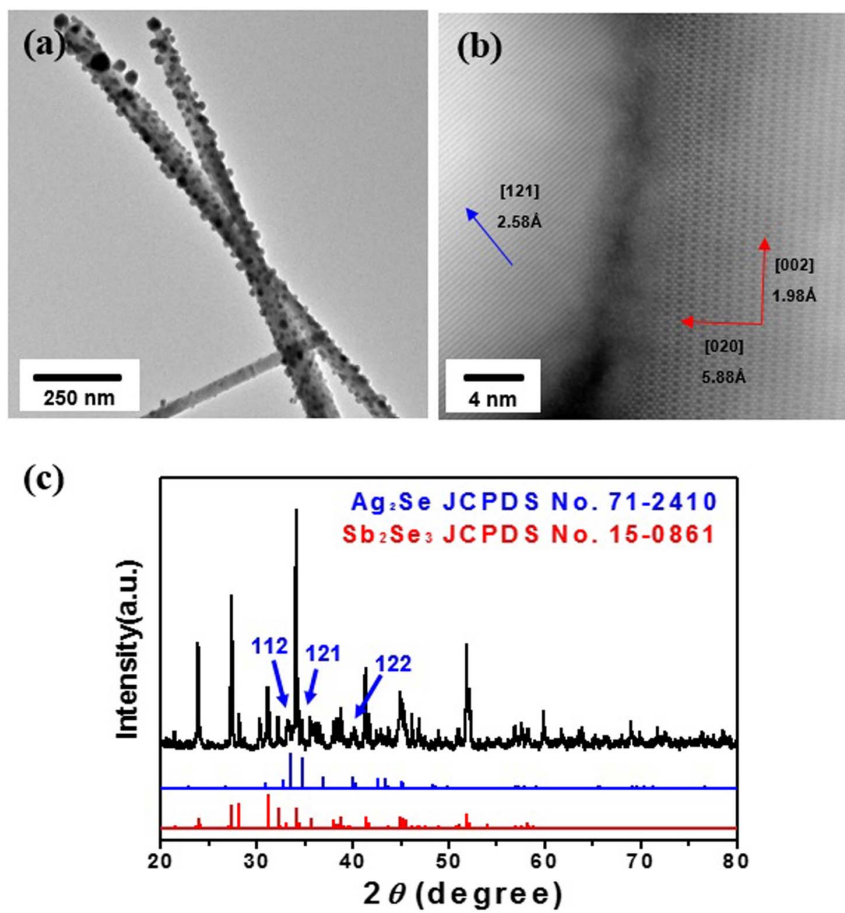 (a)
250 nm
(b)
[121]
2.58Å
[002]
1.98Å
[020]
5.88Å
4 nm
(c)
Ag₂Se JCPDS No. 71-2410
Sb₂Se₃ JCPDS No. 15-0861
112
121
122
Intensity(a.u.)
20 30 40 50 60 70 80
2θ (degree)